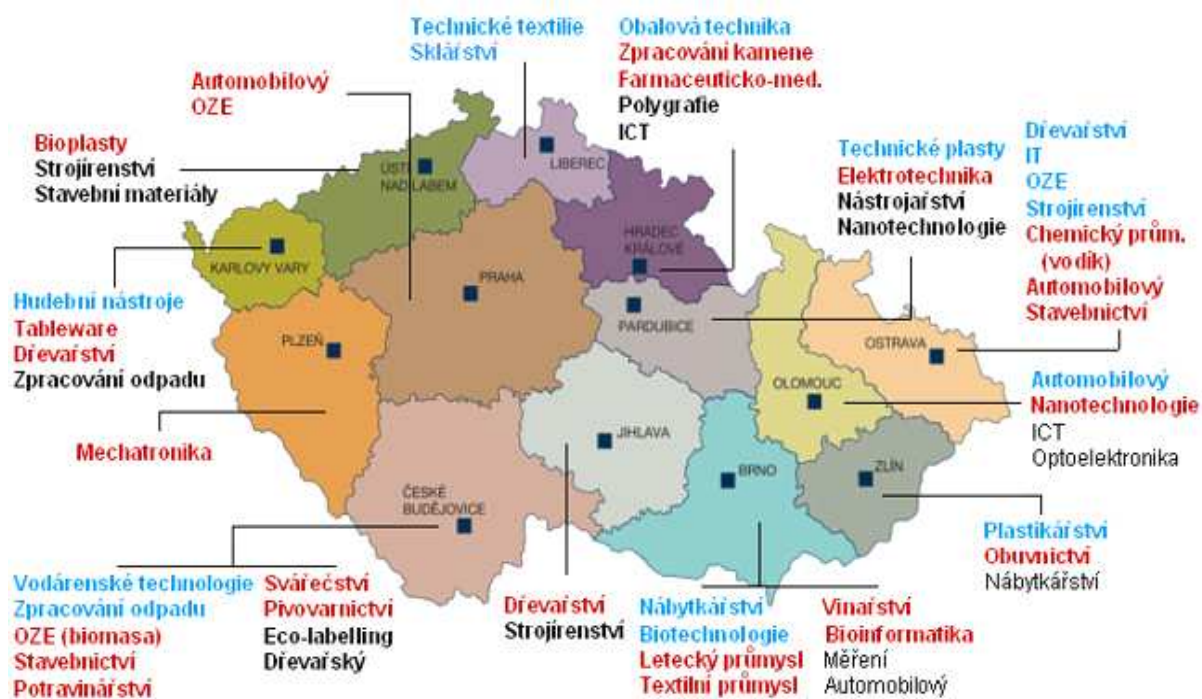 Technické textilie
Sklářství
Obalová technika
Zpracování kamene
Farmaceuticko-med.
Polygrafie
ICT
Automobilový
OZE
Bioplasty
Strojírenství
Stavební materiály
Technické plasty
Elektrotechnika
Nástrojařství
Nanotechnologie
Dřevařství
IT
OZE
Strojírenství
Chemický prům.
(vodík)
Automobilový
Stavebnictví
ÚSTÍ
NAD LABEM
LIBEREC
HRADEC
KRÁLOVÉ
KARLOVY VARY
PRAHA
PARDUBICE
PLZEŇ
OSTRAVA
OLOMOUC
JIHLAVA
BRNO
ZLÍN
ČESKÉ
BUDĚJOVICE
Hudební nástroje
Tableware
Dřevařství
Zpracování odpadu
Mechatronika
Automobilový
Nanotechnologie
ICT
Optoelektronika
Plastikářství
Obuvnictví
Nábytkářství
Vodárenské technologie
Zpracování odpadu
OZE (biomasa)
Stavebnictví
Potravinářství
Svářečství
Pivovarnictví
Eco-labelling
Dřevařský
Dřevařství
Strojírenství
Nábytkářství
Biotechnologie
Letecký průmysl
Textilní průmysl
Vinařství
Bioinformatika
Měření
Automobilový